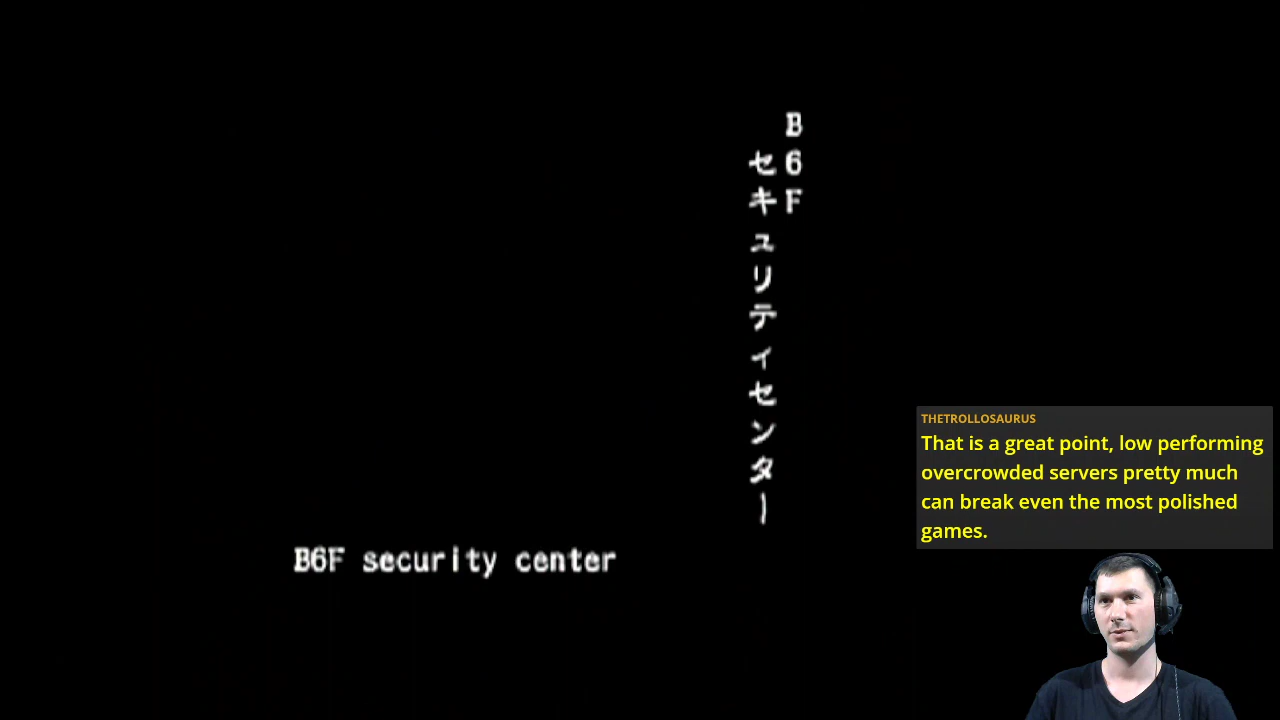 B6F
セキュリティセンター
B6F security center
THETROLLOSAURUS
That is a great point, low performing
overcrowded servers pretty much
can break even the most polished
games.